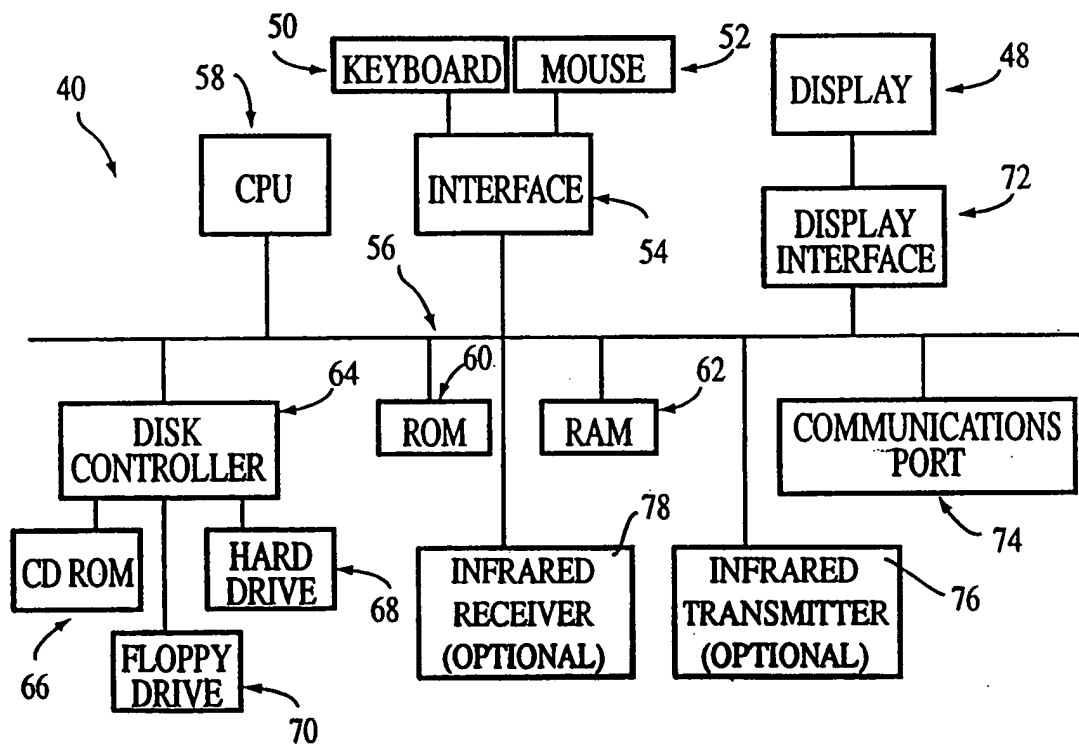 50
KEYBOARD
MOUSE
52
40
58
DISPLAY
48
CPU
INTERFACE
54
72
DISPLAY
INTERFACE
56
64
60
62
DISK
CONTROLLER
ROM
RAM
COMMUNICATIONS
PORT
74
CD ROM
66
HARD
DRIVE
68
FLOPPY
DRIVE
70
78
INFRARED
RECEIVER
(OPTIONAL)
INFRARED
TRANSMITTER
(OPTIONAL)
76